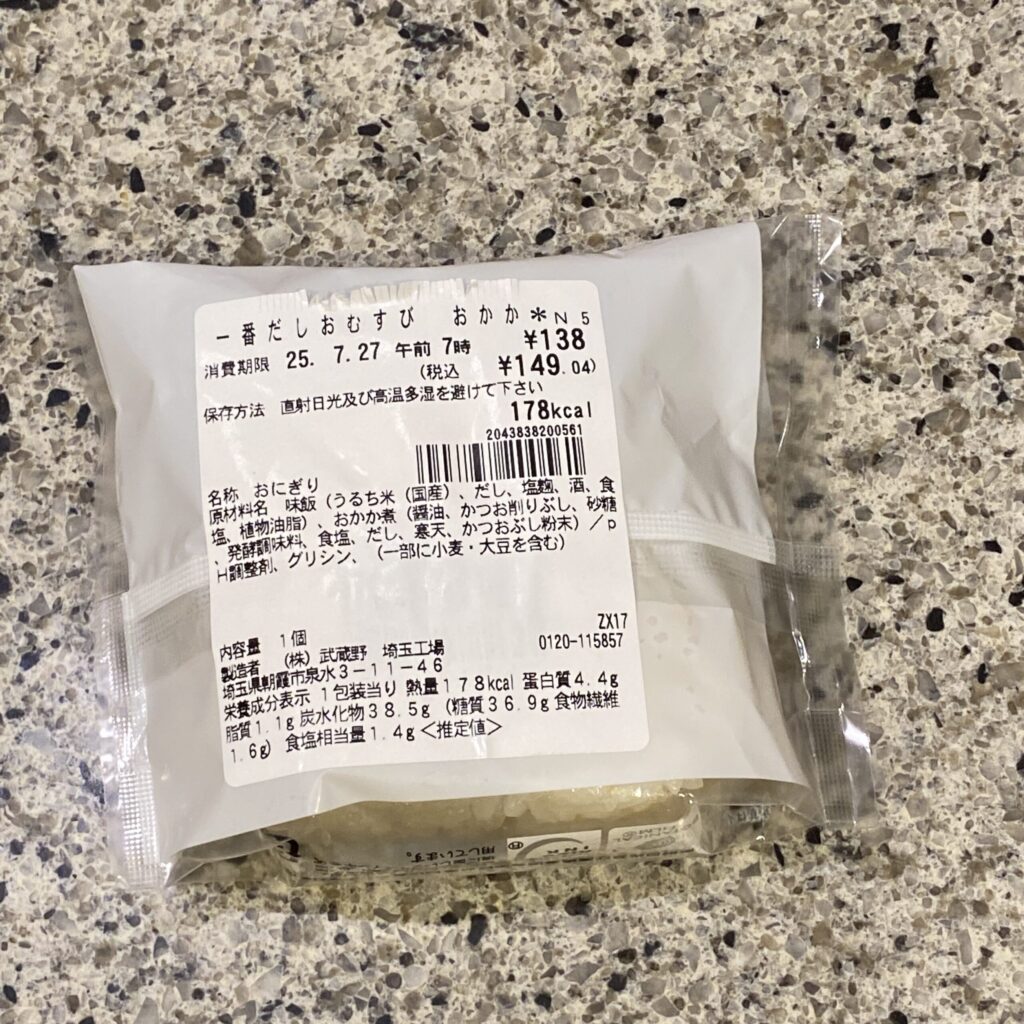 一番だしおむすび おかか＊N 5
消費期限 25. 7.27 午前 7時 ¥138
(税込 ¥149.04)
保存方法 直射日光及び高温多湿を避けて下さい
178kcal
2043838200561
名称 おにぎり
原材料名 味飯（うるち米（国産）、だし、塩麹、酒、食
塩、植物油脂）、おかか煮（醤油、かつお削りぶし、砂糖
、発酵調味料、食塩、だし、寒天、かつおぶし粉末）／p
H調整剤、グリシン、（一部に小麦・大豆を含む）
ZX17
内容量 1個 0120-115857
製造者 （株）武蔵野 埼玉工場
埼玉県朝霞市泉水3－11－46
栄養成分表示 1包装当り 熱量178kcal 蛋白質4.4g
脂質1.1g 炭水化物38.5g（糖質36.9g 食物繊維
1.6g）食塩相当量1.4g＜推定値＞
用しています。